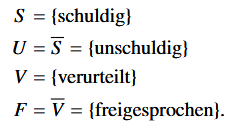 S = {schuldig}
U = S̅ = {unschuldig}
V = {verurteilt}
F = V̅ = {freigesprochen}.